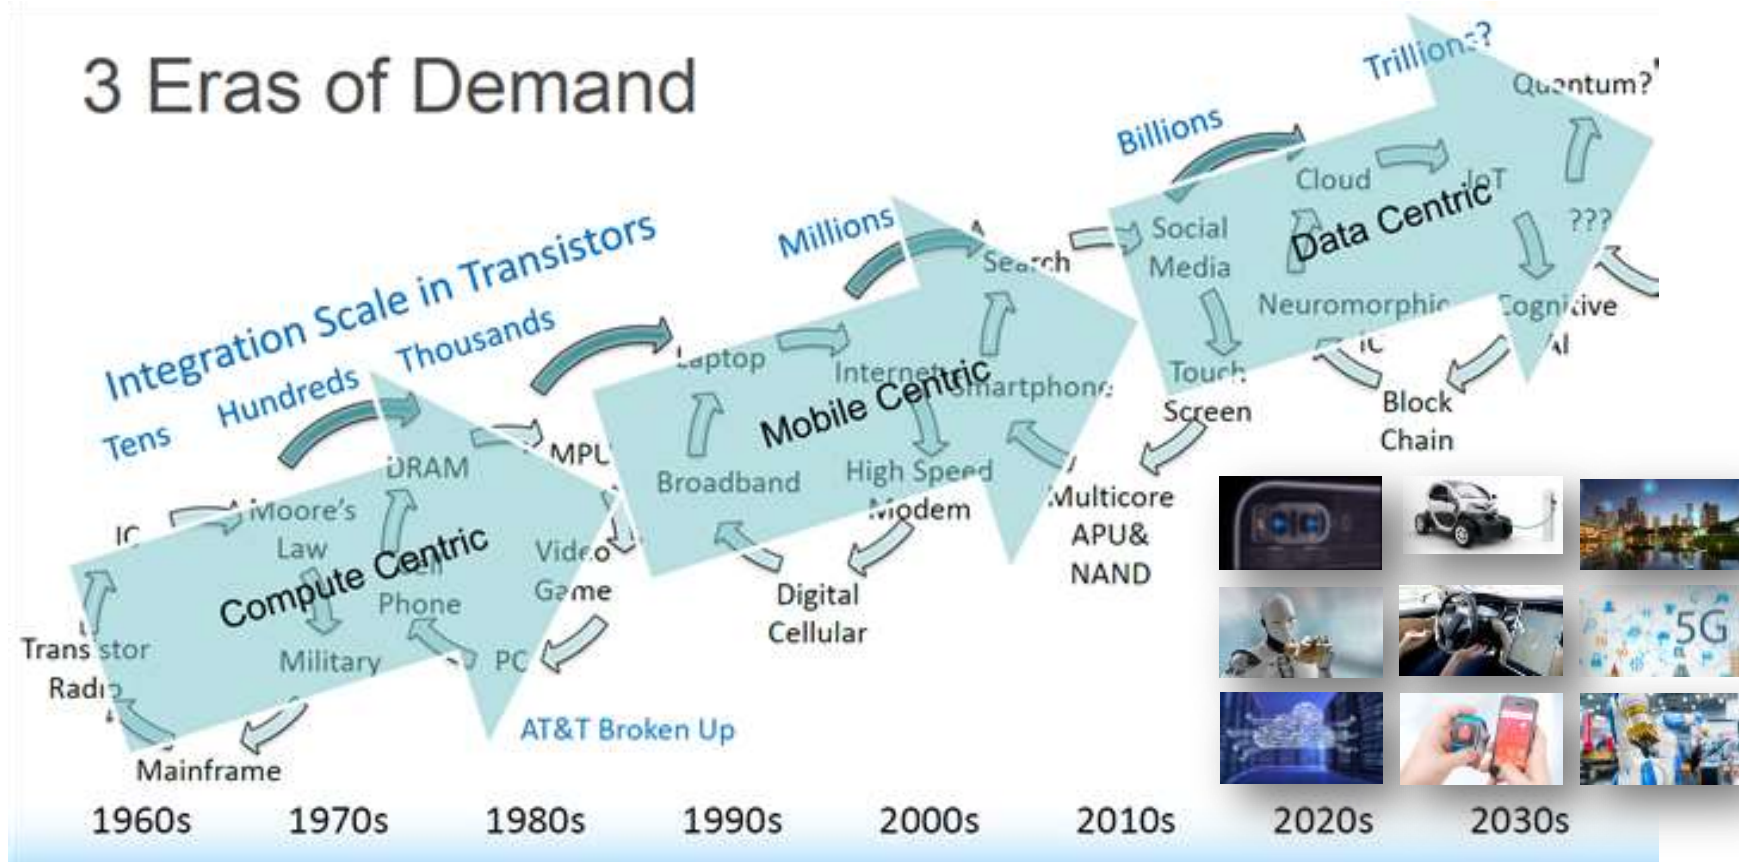 3 Eras of Demand
Integration Scale in Transistors
Tens
Hundreds
Thousands
Millions
Billions
Trillions?
Compute Centric
Mobile Centric
Data Centric
Transistor
Radio
IC
Mainframe
Moore's
Law
Military
DRAM
Cell
Phone
MPU
Video
Game
PC
AT&T Broken Up
Laptop
Broadband
Internet
High Speed
Modem
Digital
Cellular
Search
Smartphone
Multicore
APU&
NAND
Social
Media
Touch
Screen
Cloud
Neuromorphic
IC
Block
Chain
IoT
Cognitive
AI
???
Quantum?
5G
1960s
1970s
1980s
1990s
2000s
2010s
2020s
2030s